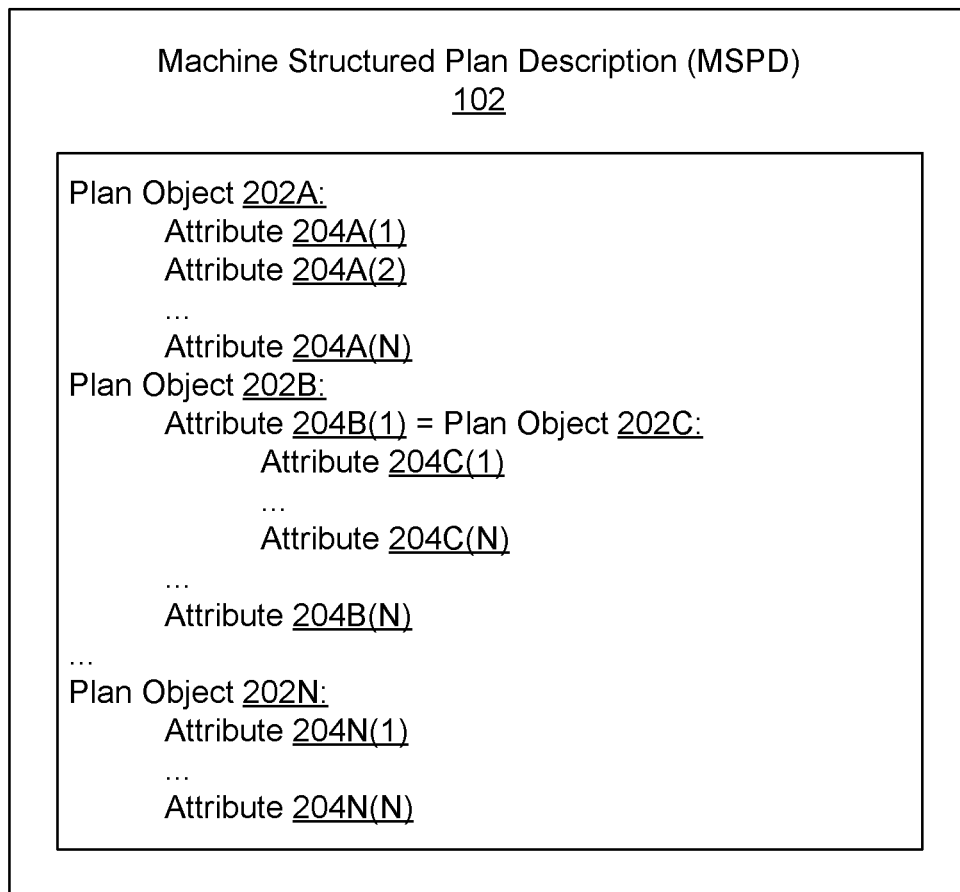 Machine Structured Plan Description (MSPD)
102
Plan Object 202A:
Attribute 204A(1)
Attribute 204A(2)
...
Attribute 204A(N)
Plan Object 202B:
Attribute 204B(1) = Plan Object 202C:
Attribute 204C(1)
...
Attribute 204C(N)
...
Attribute 204B(N)
...
Plan Object 202N:
Attribute 204N(1)
...
Attribute 204N(N)